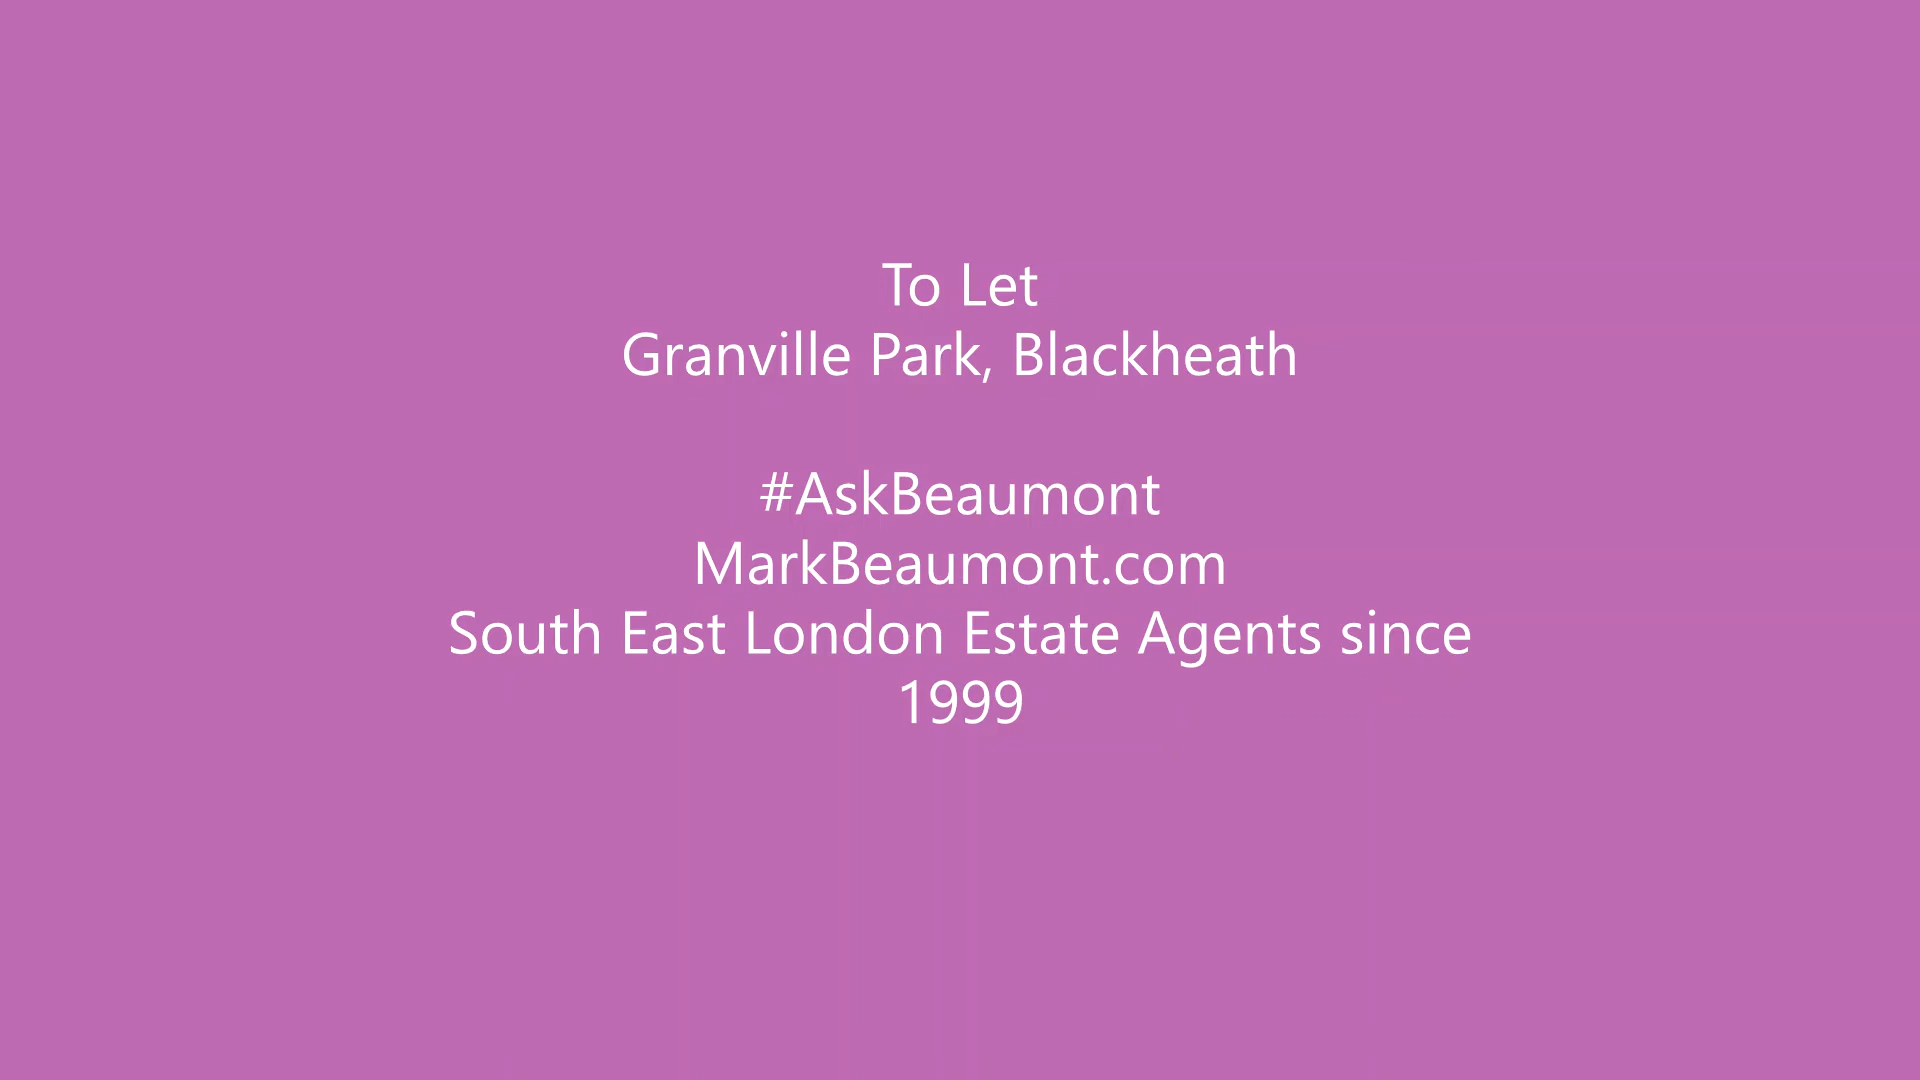 To Let
Granville Park, Blackheath
#AskBeaumont
MarkBeaumont.com
South East London Estate Agents since
1999